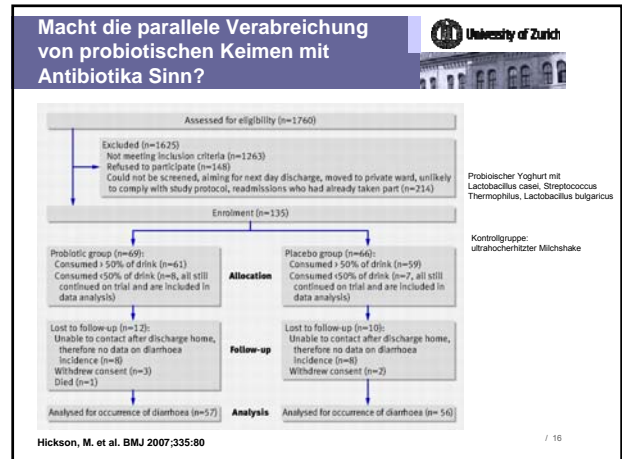 Macht die parallele Verabreichung
von probiotischen Keimen mit
Antibiotika Sinn?
University of Zurich
Assessed for eligibility (n=1760)
Excluded (n=1625)
Not meeting inclusion criteria (n=1263)
Refused to participate (n=148)
Could not be screened, aiming for next day discharge, moved to private ward, unlikely
to comply with study protocol, readmissions who had already taken part (n=214)
Probioischer Yoghurt mit
Lactobacillus casei, Streptococcus
Thermophilus, Lactobacillus bulgaricus
Enrolment (n=135)
Kontrollgruppe:
ultrahocherhitzter Milchshake
Probiotic group (n=69):
Consumed > 50% of drink (n=61)
Consumed <50% of drink (n=8, all still
continued on trial and are included in
data analysis)
Allocation
Placebo group (n=66):
Consumed > 50% of drink (n=59)
Consumed <50% of drink (n=7, all still
continued on trial and are included in
data analysis)
Lost to follow-up (n=12):
Unable to contact after discharge home,
therefore no data on diarrhoea
incidence (n=8)
Withdrew consent (n=3)
Died (n=1)
Follow-up
Lost to follow-up (n=10):
Unable to contact after discharge home,
therefore no data on diarrhoea
incidence (n=8)
Withdrew consent (n=2)
Analysed for occurrence of diarrhoea (n=57)
Analysis
Analysed for occurrence of diarrhoea (n= 56)
Hickson, M. et al. BMJ 2007;335:80
/ 16